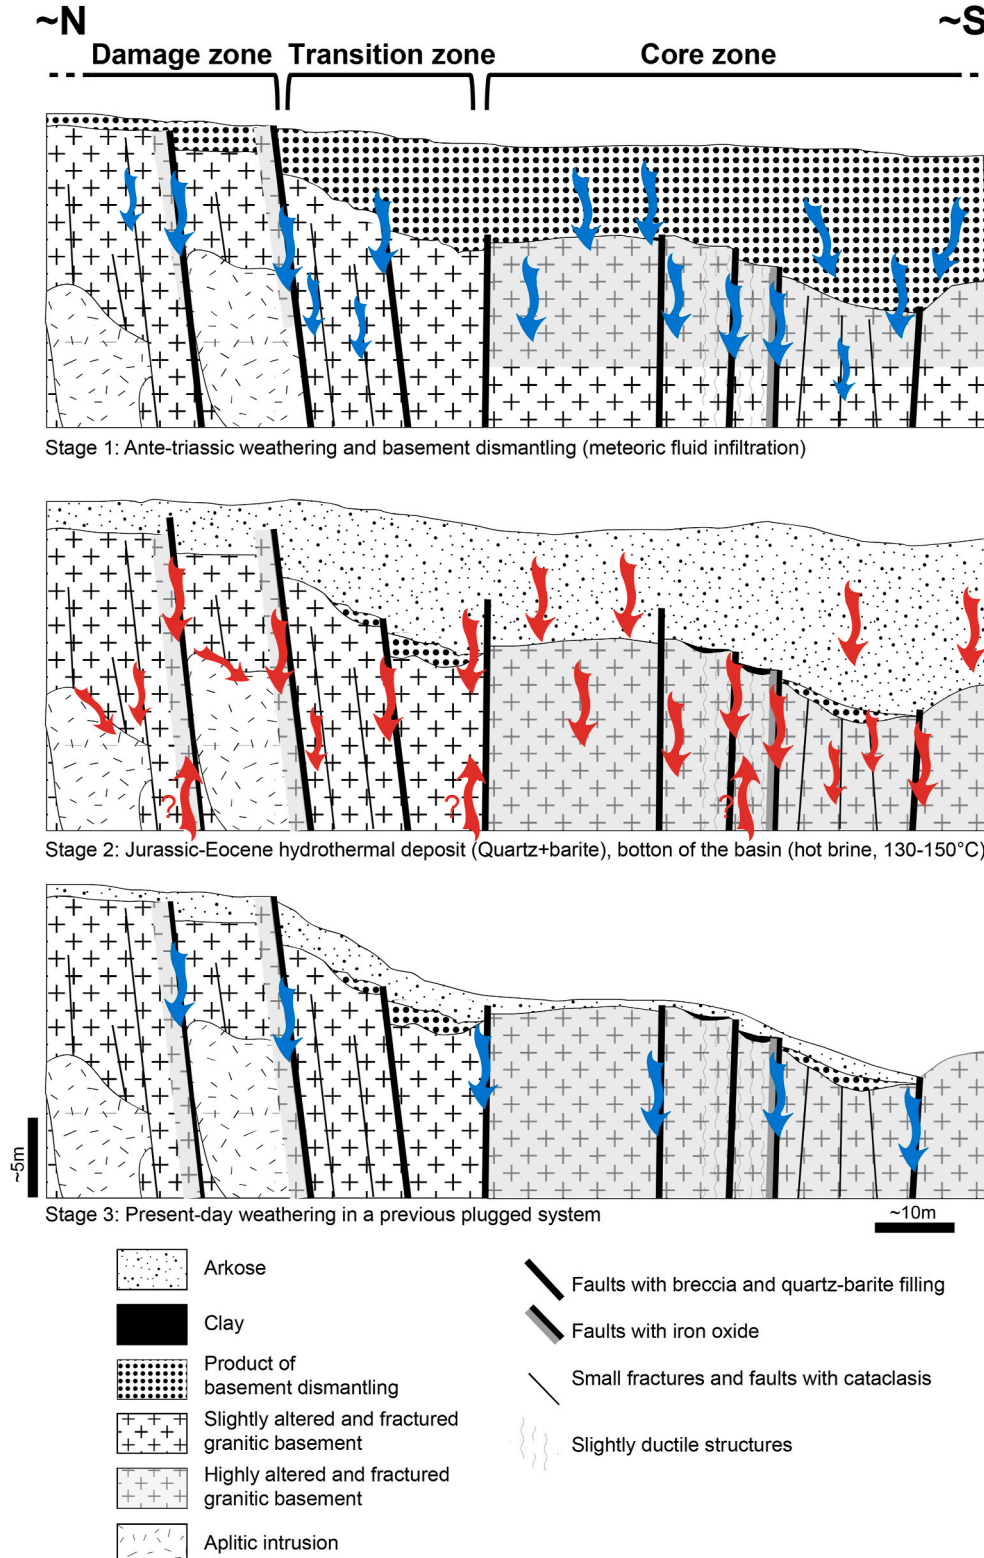 ~N ~S
Damage zone Transition zone Core zone
Stage 1: Ante-triassic weathering and basement dismantling (meteoric fluid infiltration)
? ? ?
Stage 2: Jurassic-Eocene hydrothermal deposit (Quartz+barite), botton of the basin (hot brine, 130-150°C)
~5m
Stage 3: Present-day weathering in a previous plugged system
~10m
Arkose
Clay
Product of
basement dismantling
Slightly altered and fractured
granitic basement
Highly altered and fractured
granitic basement
Aplitic intrusion
Faults with breccia and quartz-barite filling
Faults with iron oxide
Small fractures and faults with cataclasis
Slightly ductile structures